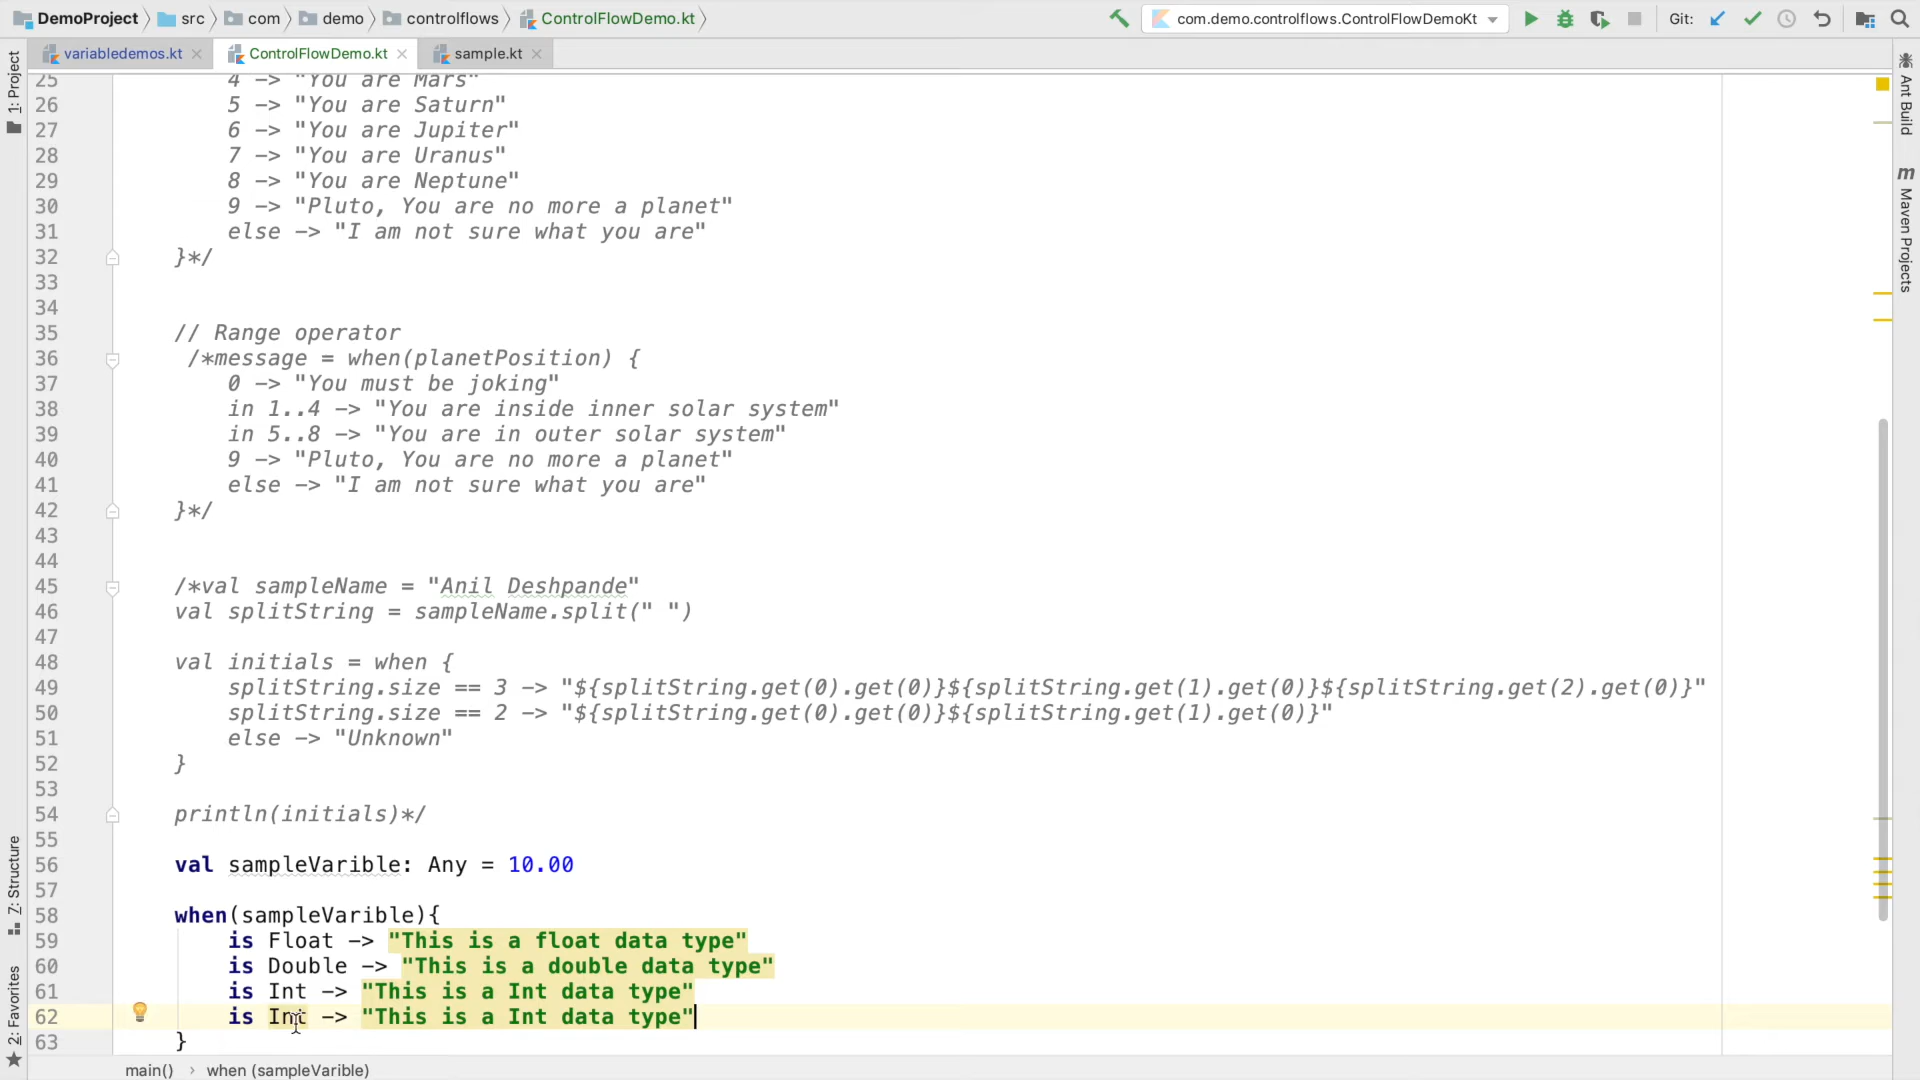 DemoProject src com demo controlflows ControlFlowDemo.kt com.demo.controlflows.ControlFlowDemoKt Git:
variabledemos.kt ControlFlowDemo.kt sample.kt
1: Project
Ant Build
m Maven Projects
7: Structure
2: Favorites
25 4 -> "You are Mars"
26 5 -> "You are Saturn"
27 6 -> "You are Jupiter"
28 7 -> "You are Uranus"
29 8 -> "You are Neptune"
30 9 -> "Pluto, You are no more a planet"
31 else -> "I am not sure what you are"
32 }*/
33
34
35 // Range operator
36 /*message = when(planetPosition) {
37 0 -> "You must be joking"
38 in 1..4 -> "You are inside inner solar system"
39 in 5..8 -> "You are in outer solar system"
40 9 -> "Pluto, You are no more a planet"
41 else -> "I am not sure what you are"
42 }*/
43
44
45 /*val sampleName = "Anil Deshpande"
46 val splitString = sampleName.split(" ")
47
48 val initials = when {
49 splitString.size == 3 -> "${splitString.get(0).get(0)}${splitString.get(1).get(0)}${splitString.get(2).get(0)}"
50 splitString.size == 2 -> "${splitString.get(0).get(0)}${splitString.get(1).get(0)}"
51 else -> "Unknown"
52 }
53
54 println(initials)*/
55
56 val sampleVarible: Any = 10.00
57
58 when(sampleVarible){
59 is Float -> "This is a float data type"
60 is Double -> "This is a double data type"
61 is Int -> "This is a Int data type"
62 is Int -> "This is a Int data type"
63 }
main() › when (sampleVarible)